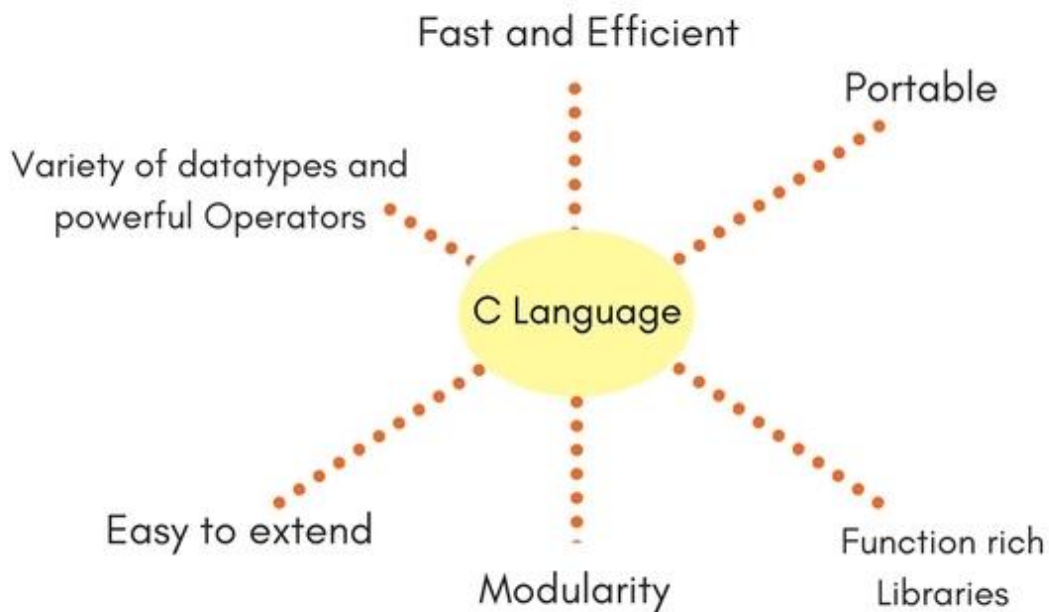 Fast and Efficient
Portable
Variety of datatypes and
powerful Operators
C Language
Easy to extend
Modularity
Function rich
Libraries